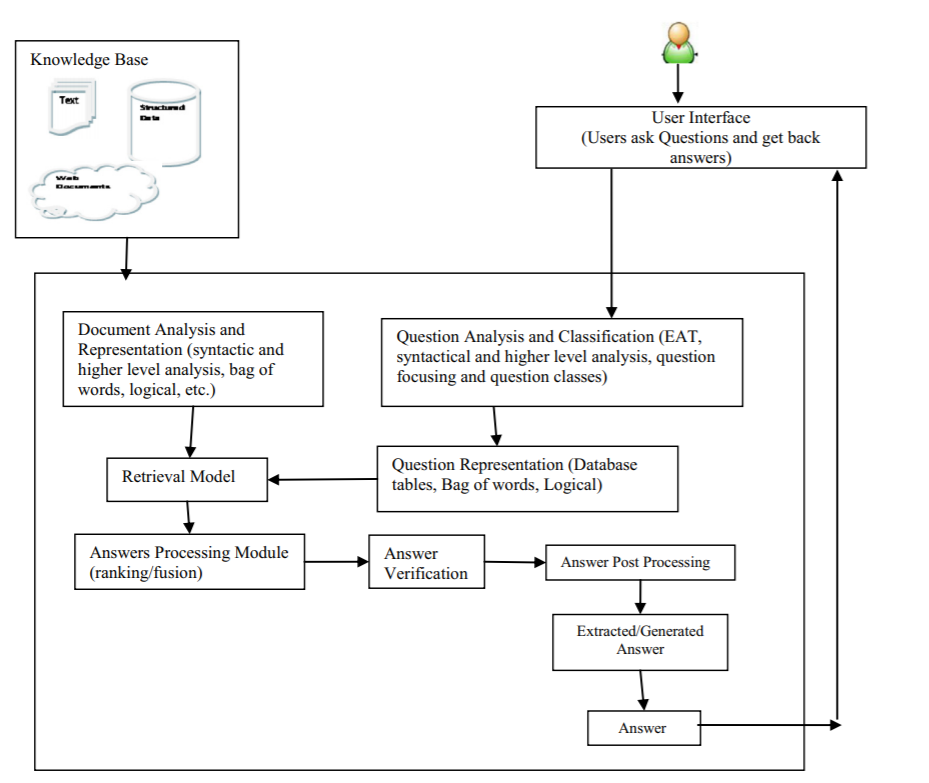 Knowledge Base
Text
Structured
Data
Web
Documents
User Interface
(Users ask Questions and get back
answers)
Document Analysis and
Representation (syntactic and
higher level analysis, bag of
words, logical, etc.)
Question Analysis and Classification (EAT,
syntactical and higher level analysis, question
focusing and question classes)
Retrieval Model
Question Representation (Database
tables, Bag of words, Logical)
Answers Processing Module
(ranking/fusion)
Answer
Verification
Answer Post Processing
Extracted/Generated
Answer
Answer